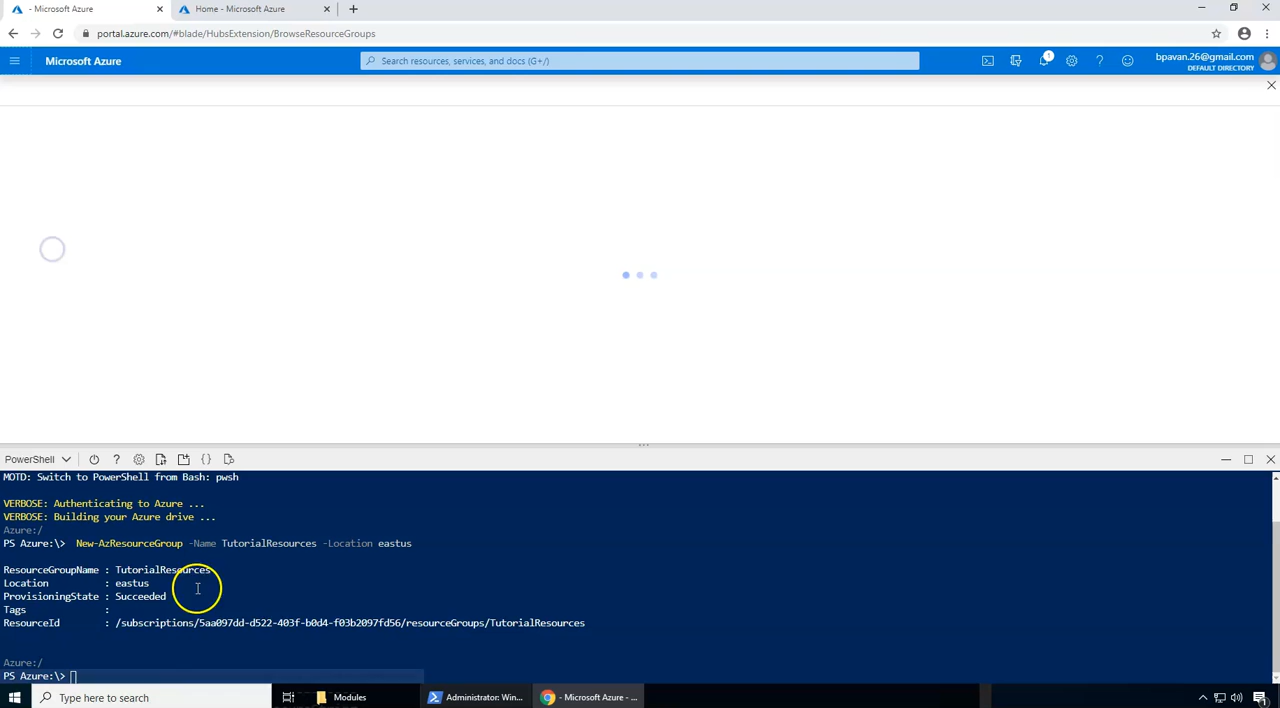 - Microsoft Azure
Home - Microsoft Azure
portal.azure.com/#blade/HubsExtension/BrowseResourceGroups
Microsoft Azure
Search resources, services, and docs (G+/)
1
bpavan.26@gmail.com
DEFAULT DIRECTORY
PowerShell
MOTD: Switch to PowerShell from Bash: pwsh
VERBOSE: Authenticating to Azure ...
VERBOSE: Building your Azure drive ...
Azure:/
PS Azure:\> New-AzResourceGroup -Name TutorialResources -Location eastus
ResourceGroupName : TutorialResources
Location : eastus
ProvisioningState : Succeeded
Tags :
ResourceId : /subscriptions/5aa097dd-d522-403f-b0d4-f03b2097fd56/resourceGroups/TutorialResources
Azure:/
PS Azure:\>
Type here to search
Modules
Administrator: Win...
- Microsoft Azure - ...